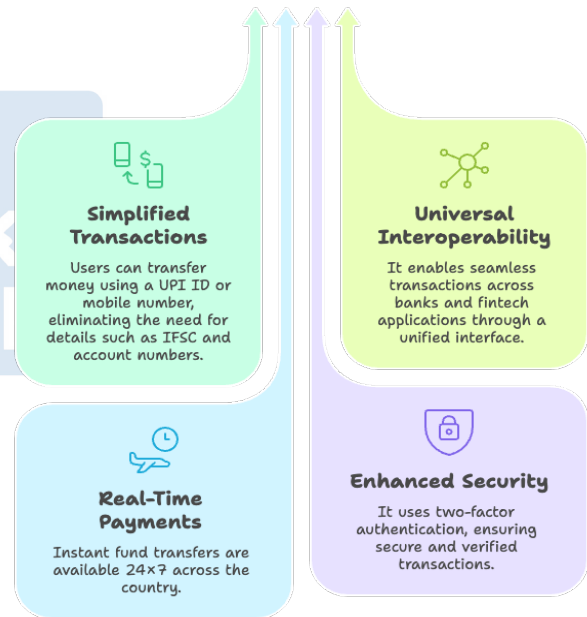 $
Simplified
Transactions
Users can transfer
money using a UPI ID or
mobile number,
eliminating the need for
details such as IFSC and
account numbers.
Universal
Interoperability
It enables seamless
transactions across
banks and fintech
applications through a
unified interface.
Real-Time
Payments
Instant fund transfers are
available 24×7 across the
country.
Enhanced Security
It uses two-factor
authentication, ensuring
secure and verified
transactions.